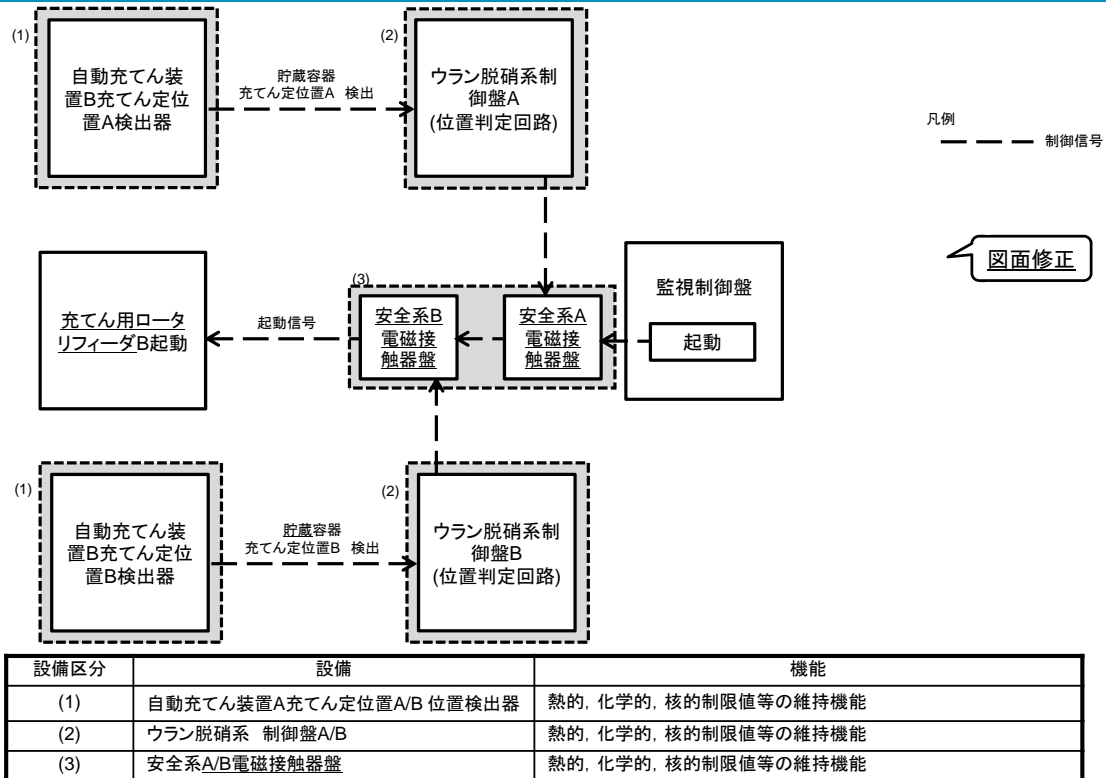 (1)
自動充てん装
置B充てん定位
置A検出器
貯蔵容器
充てん定位置A 検出
(2)
ウラン脱硝系制
御盤A
(位置判定回路)
凡例
制御信号
図面修正
充てん用ロータ
リフィーダB起動
起動信号
(3)
安全系B
電磁接
触器盤
安全系A
電磁接
触器盤
監視制御盤
起動
(1)
自動充てん装
置B充てん定位
置B検出器
貯蔵容器
充てん定位置B 検出
(2)
ウラン脱硝系制
御盤B
(位置判定回路)
設備区分 設備 機能
(1) 自動充てん装置A充てん定位置A/B 位置検出器 熱的, 化学的, 核的制限値等の維持機能
(2) ウラン脱硝系 制御盤A/B 熱的, 化学的, 核的制限値等の維持機能
(3) 安全系A/B電磁接触器盤 熱的, 化学的, 核的制限値等の維持機能